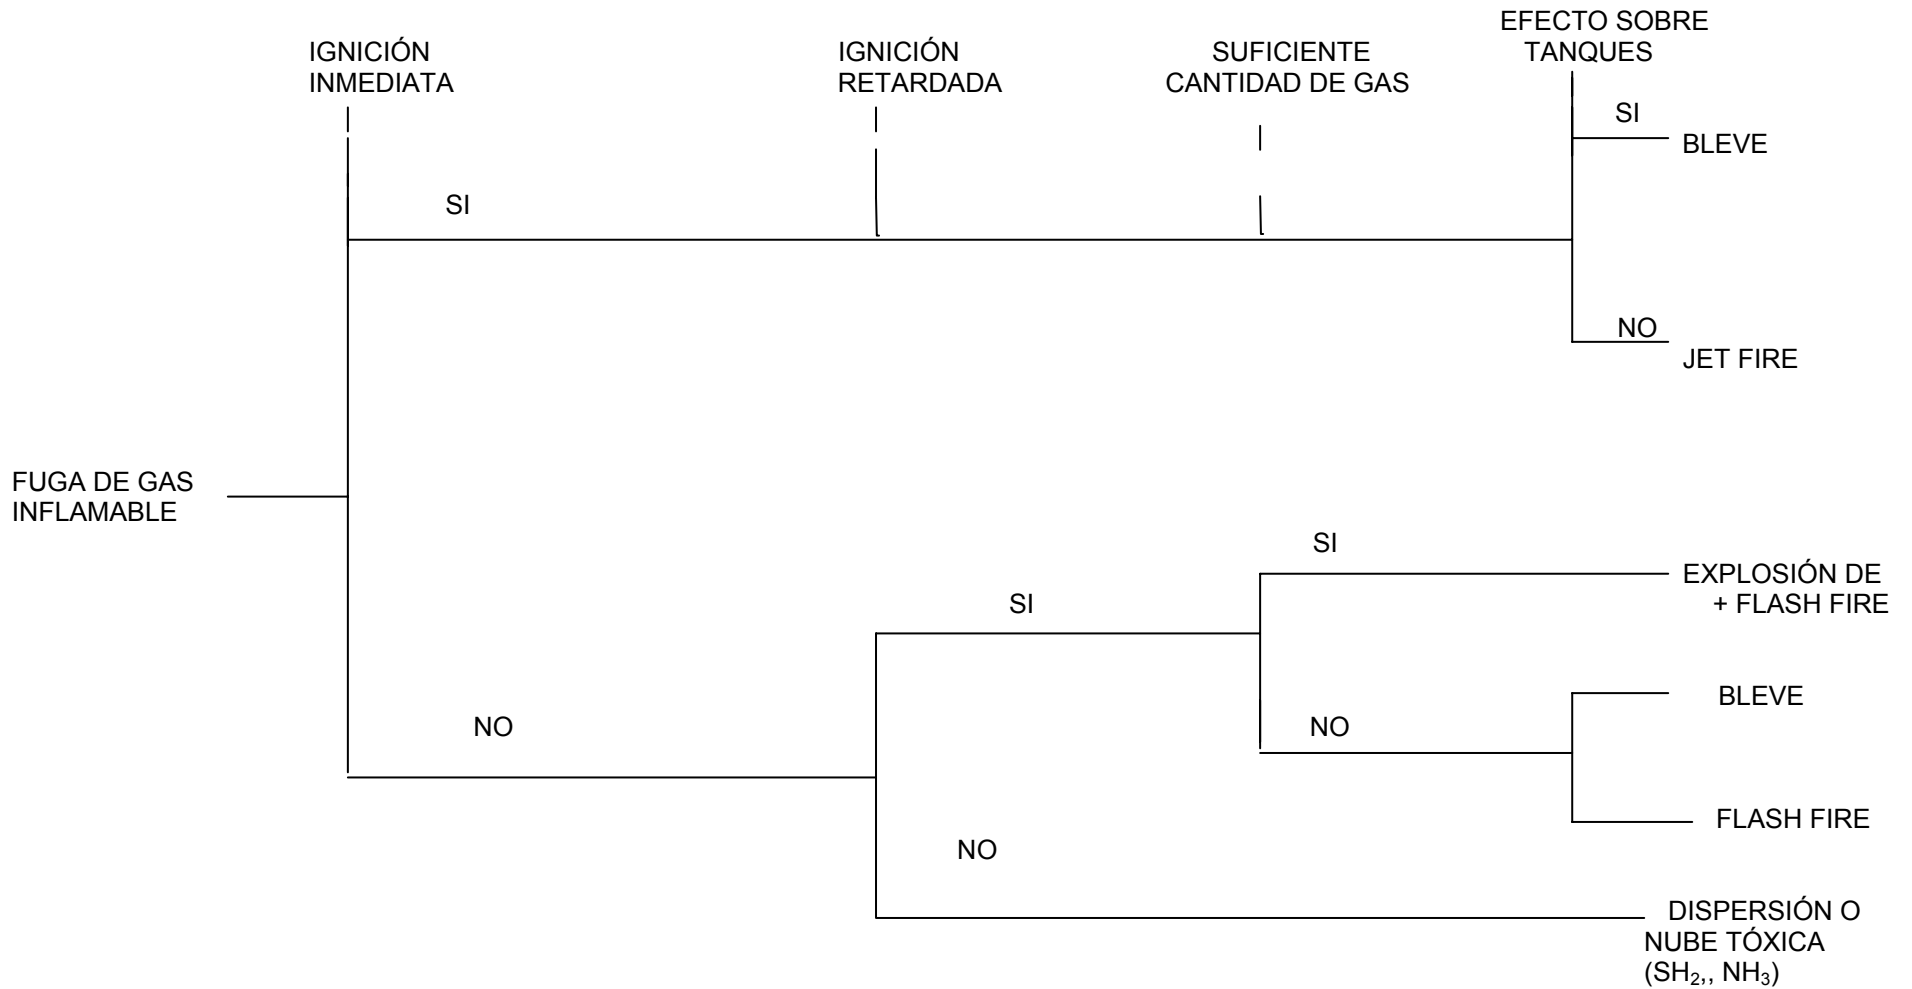 IGNICIÓN
INMEDIATA
IGNICIÓN
RETARDADA
SUFICIENTE
CANTIDAD DE GAS
EFECTO SOBRE
TANQUES
SI
BLEVE
SI
NO
JET FIRE
FUGA DE GAS
INFLAMABLE
SI
EXPLOSIÓN DE
+ FLASH FIRE
SI
BLEVE
NO
NO
FLASH FIRE
NO
DISPERSIÓN O
NUBE TÓXICA
(SH₂,, NH₃)